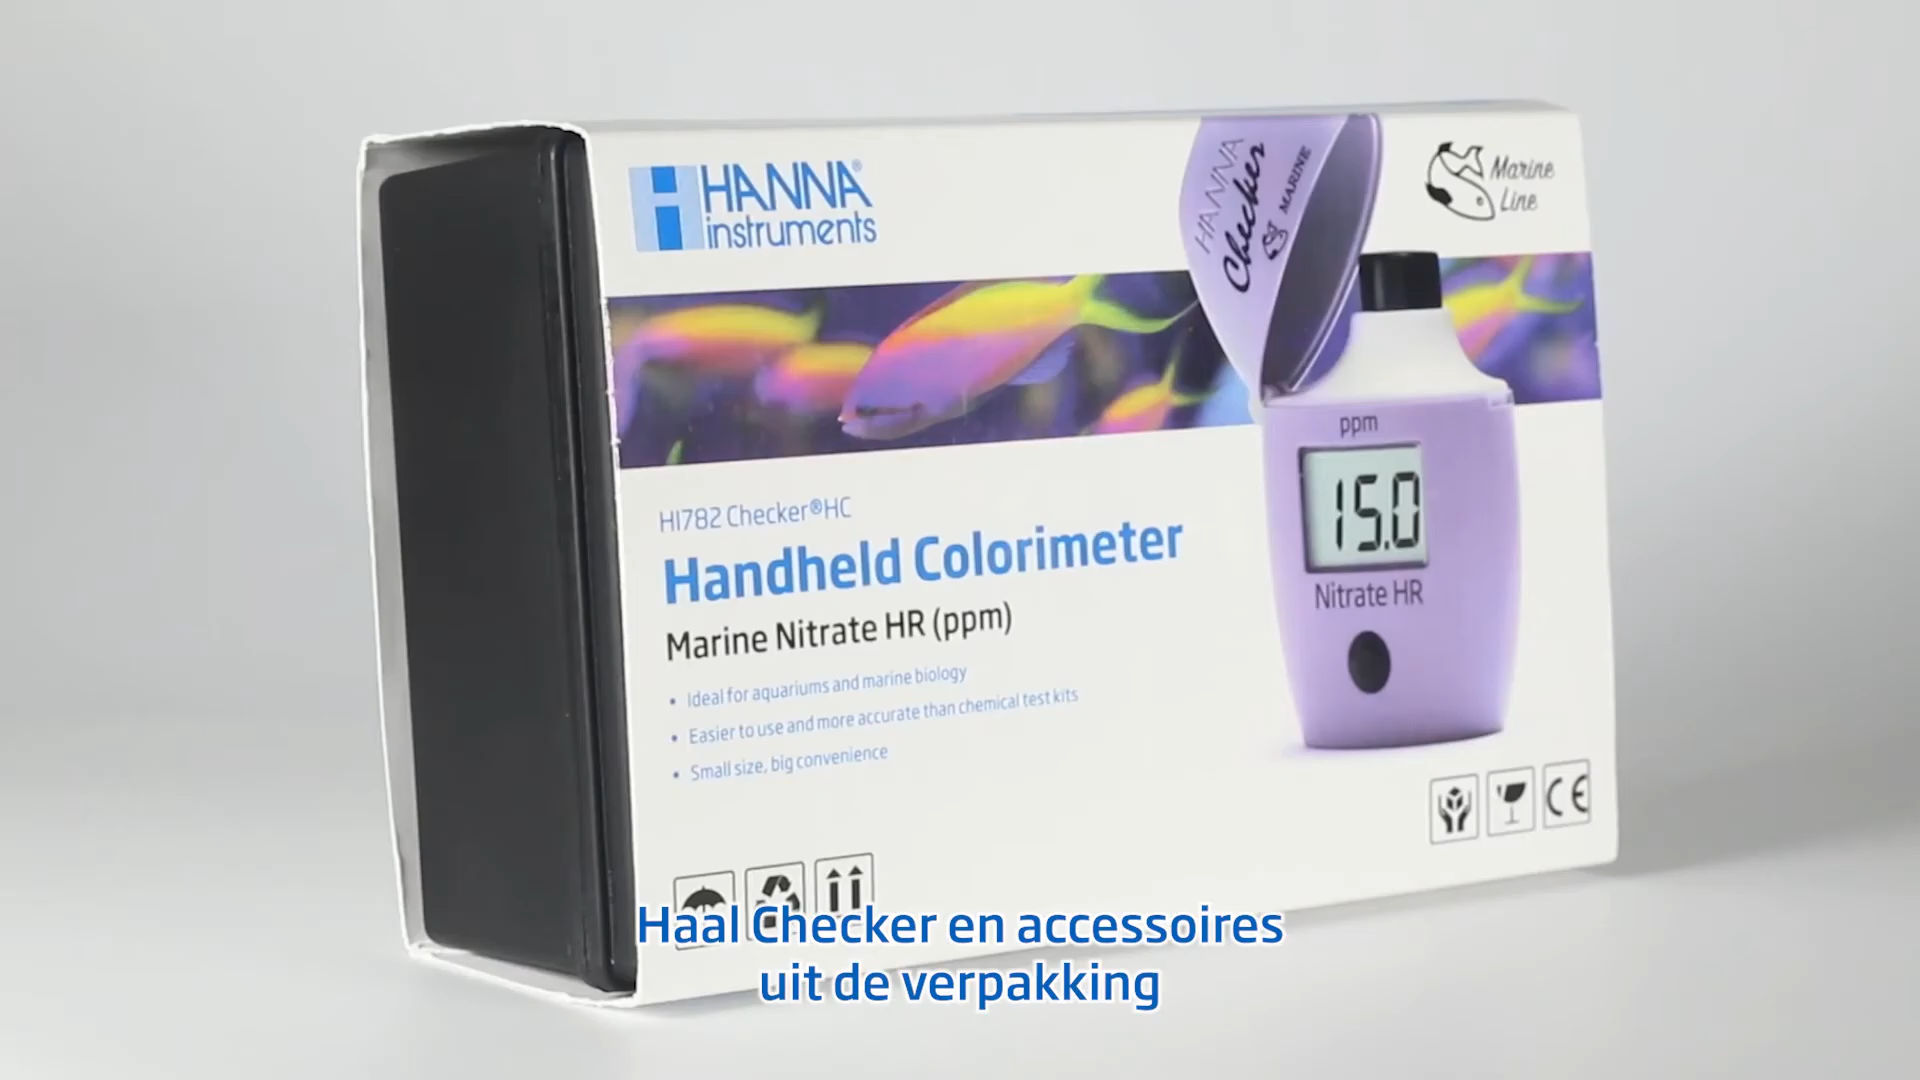 HANNA®
instruments
HANNA
Checker
MARINE
Marine
Line
ppm
15.0
Nitrate HR
HI782 Checker®HC
Handheld Colorimeter
Marine Nitrate HR (ppm)
• Ideal for aquariums and marine biology
• Easier to use and more accurate than chemical test kits
• Small size, big convenience
CE
Haal Checker en accessoires
uit de verpakking